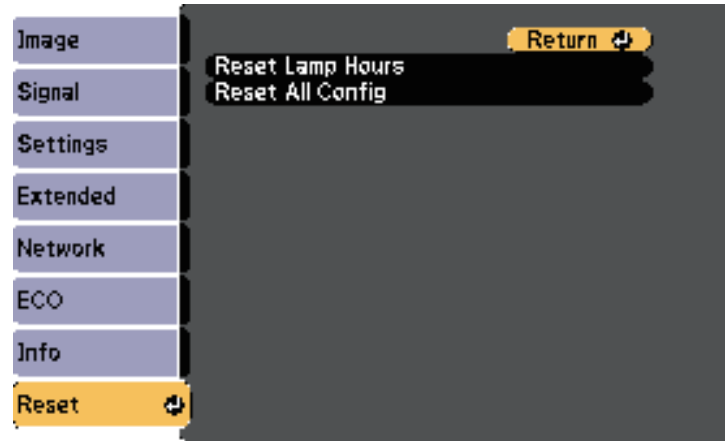 Image
Signal
Settings
Extended
Network
ECO
Info
Reset
Return
Reset Lamp Hours
Reset All Config